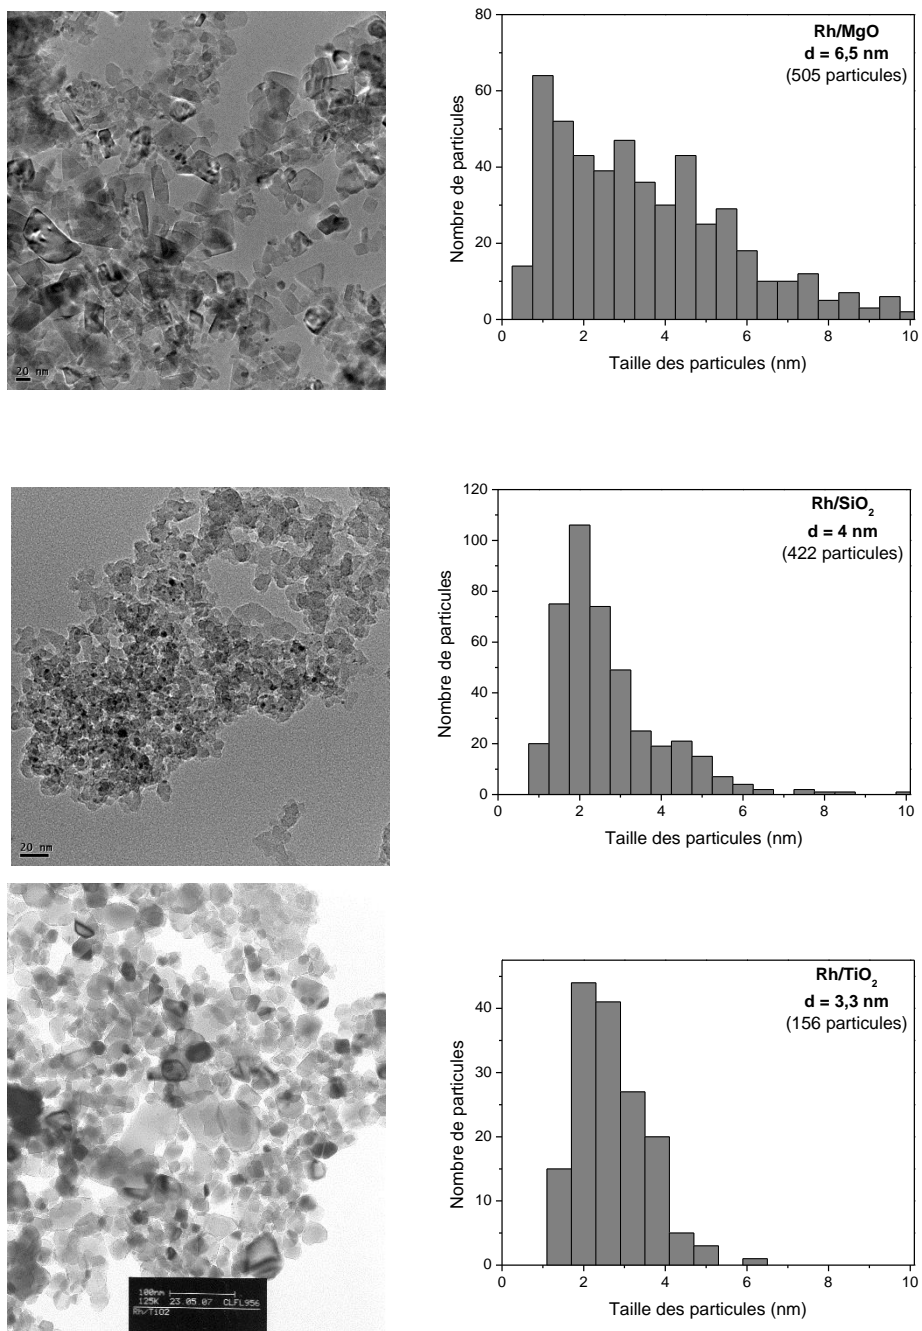 20 nm
Rh/MgO
d = 6,5 nm
(505 particules)
Nombre de particules
80
60
40
20
0
0 2 4 6 8 10
Taille des particules (nm)
20 nm
Rh/SiO2
d = 4 nm
(422 particules)
Nombre de particules
120
100
80
60
40
20
0
0 2 4 6 8 10
Taille des particules (nm)
100nm
125K 23.05.07 CLFL956
Rh/TiO2
Rh/TiO2
d = 3,3 nm
(156 particules)
Nombre de particules
40
30
20
10
0
0 2 4 6 8 10
Taille des particules (nm)